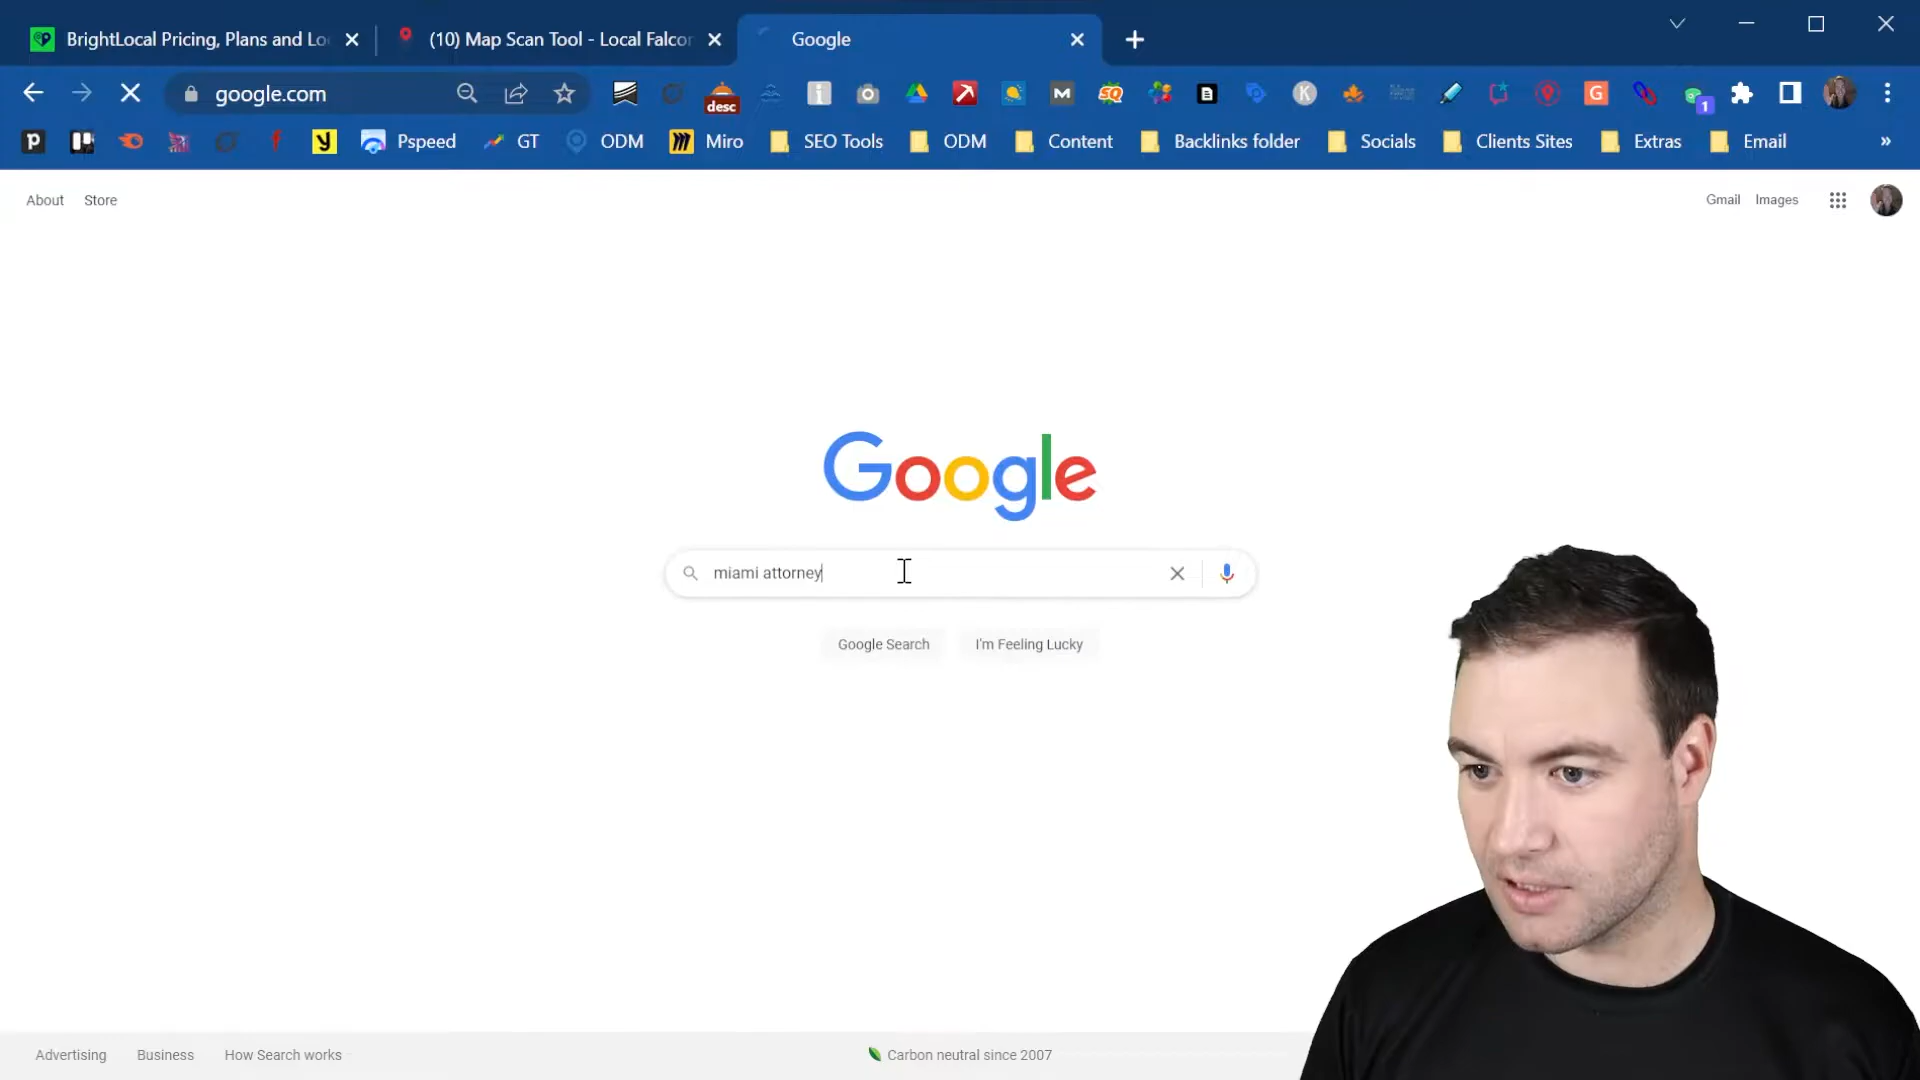 BrightLocal Pricing, Plans and Lo
(10) Map Scan Tool - Local Falcon
Google
google.com
desc
M
SQ
B
K
G
1
P
y
Pspeed
GT
ODM
Miro
SEO Tools
ODM
Content
Backlinks folder
Socials
Clients Sites
Extras
Email
»
About
Store
Gmail
Images
Google
miami attorney
Google Search
I'm Feeling Lucky
Advertising
Business
How Search works
Carbon neutral since 2007